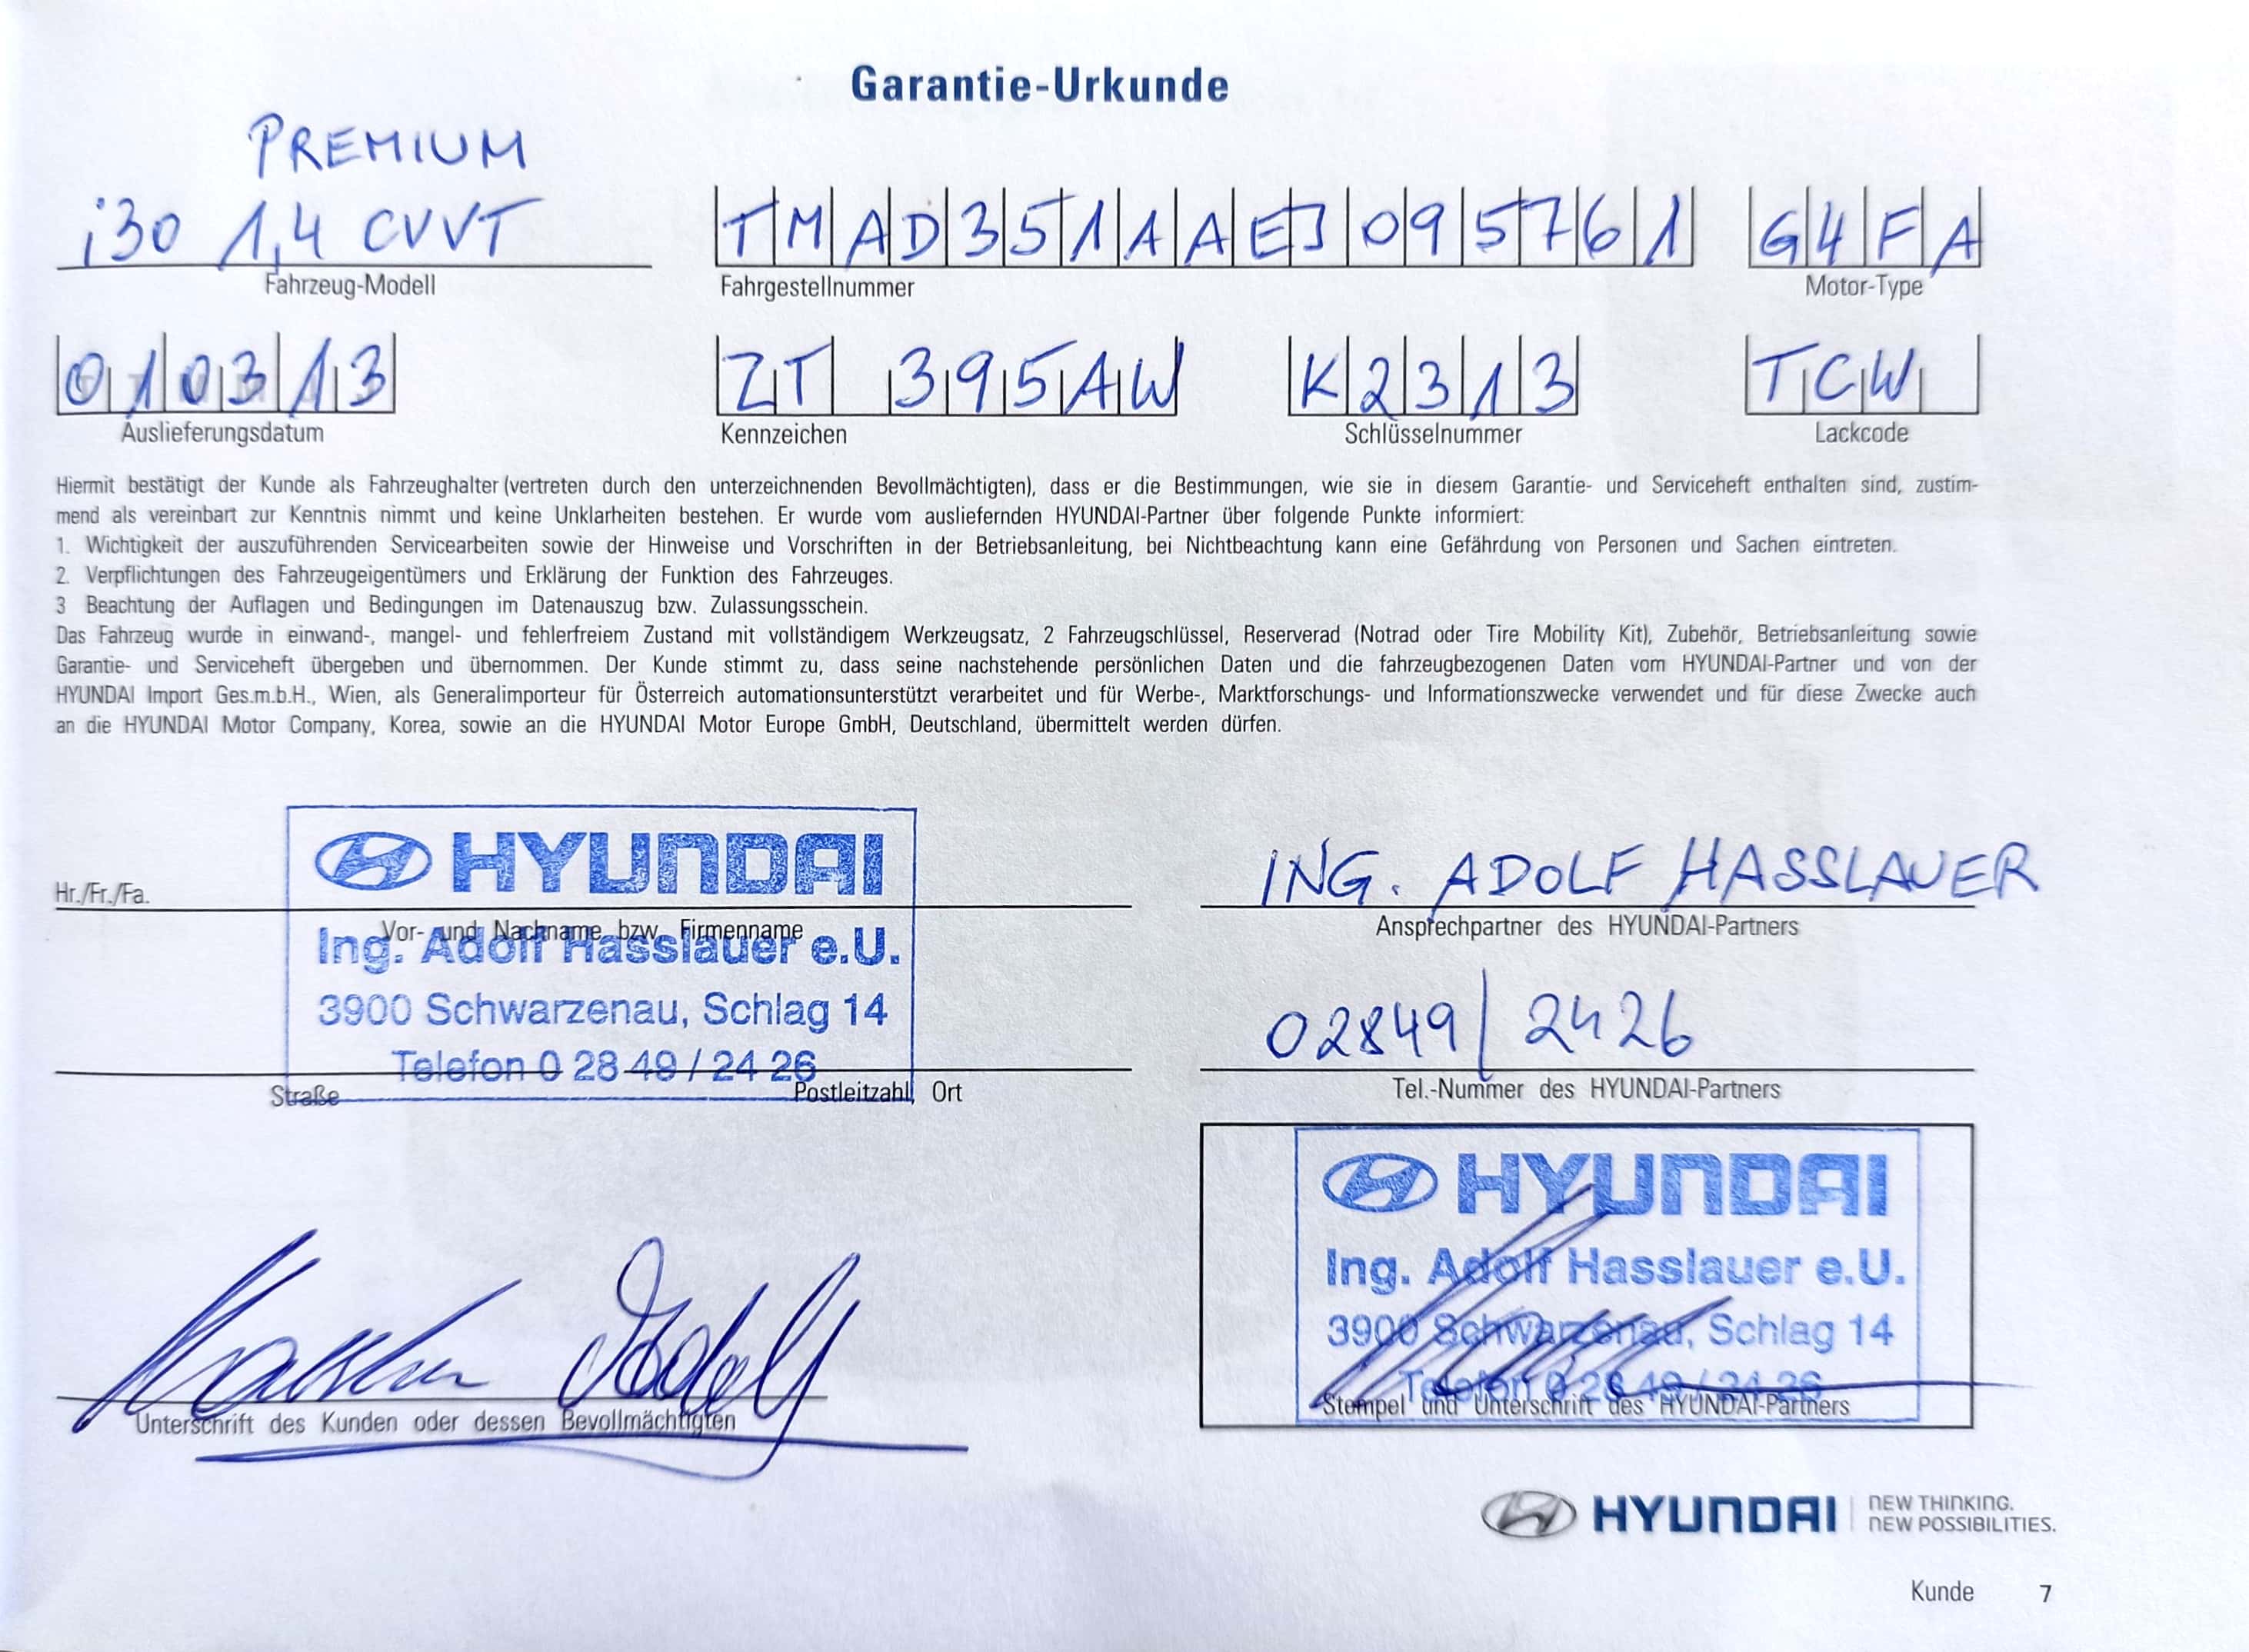 Garantie-Urkunde
PREMIUM
i30 1,4 CVVT
TMAD3511AAEJ095761
G4FA
Fahrzeug-Modell
Fahrgestellnummer
Motor-Type
010313
ZT 395AW
K2313
TCW
Auslieferungsdatum
Kennzeichen
Schlüsselnummer
Lackcode
Hiermit bestätigt der Kunde als Fahrzeughalter (vertreten durch den unterzeichnenden Bevollmächtigten), dass er die Bestimmungen, wie sie in diesem Garantie- und Serviceheft enthalten sind, zustim-
mend als vereinbart zur Kenntnis nimmt und keine Unklarheiten bestehen. Er wurde vom ausliefernden HYUNDAI-Partner über folgende Punkte informiert:
1. Wichtigkeit der auszuführenden Servicearbeiten sowie der Hinweise und Vorschriften in der Betriebsanleitung, bei Nichtbeachtung kann eine Gefährdung von Personen und Sachen eintreten.
2. Verpflichtungen des Fahrzeugeigentümers und Erklärung der Funktion des Fahrzeuges.
3 Beachtung der Auflagen und Bedingungen im Datenauszug bzw. Zulassungsschein.
Das Fahrzeug wurde in einwand-, mangel- und fehlerfreiem Zustand mit vollständigem Werkzeugsatz, 2 Fahrzeugschlüssel, Reserverad (Notrad oder Tire Mobility Kit), Zubehör, Betriebsanleitung sowie
Garantie- und Serviceheft übergeben und übernommen. Der Kunde stimmt zu, dass seine nachstehende persönlichen Daten und die fahrzeugbezogenen Daten vom HYUNDAI-Partner und von der
HYUNDAI Import Ges.m.b.H., Wien, als Generalimporteur für Österreich automationsunterstützt verarbeitet und für Werbe-, Marktforschungs- und Informationszwecke verwendet und für diese Zwecke auch
an die HYUNDAI Motor Company, Korea, sowie an die HYUNDAI Motor Europe GmbH, Deutschland, übermittelt werden dürfen.
HYUNDAI
Hr./Fr./Fa.
Vor- und Nachname bzw. Firmenname
Ing. Adolf Hasslauer e.U.
3900 Schwarzenau, Schlag 14
Telefon 0 28 49 / 24 26
Straße
Postleitzahl, Ort
ING. ADOLF HASSLAUER
Ansprechpartner des HYUNDAI-Partners
02849/2426
Tel.-Nummer des HYUNDAI-Partners
HYUNDAI
Ing. Adolf Hasslauer e.U.
3900 Schwarzenau, Schlag 14
Telefon 0 28 49 / 24 26
Stempel und Unterschrift des HYUNDAI-Partners
Unterschrift des Kunden oder dessen Bevollmächtigten
HYUNDAI
NEW THINKING.
NEW POSSIBILITIES.
Kunde 7